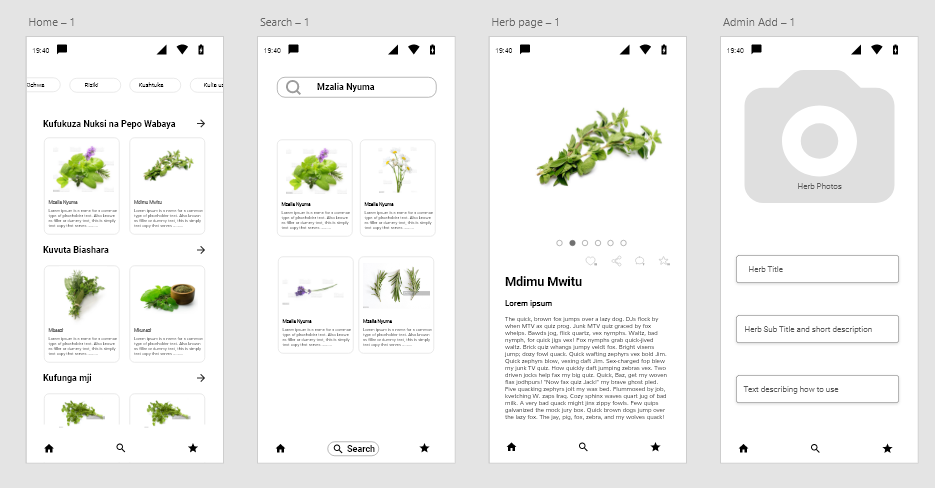 Home – 1
19:40
Riziki
Kushtuka
Kufukuza Nuksi na Pepo Wabaya
Mzalia Nyuma
Lorem Ipsum is a name for a common
type of placeholder text. Also known
as filler or dummy text, this is simply
text copy that serves
Mdimu Mwitu
Lorem Ipsum is a name for a common
type of placeholder text. Also known
as filler or dummy text, this is simply
text copy that serves
Kuvuta Biashara
Mbaazi
Lorem Ipsum is a name for a common
type of placeholder text. Also known
as filler or dummy text, this is simply
text copy that serves
Lorem Ipsum is a name for a common
type of placeholder text. Also known
as filler or dummy text, this is simply
text copy that serves
Kufunga mji
Search – 1
19:40
Mzalia Nyuma
Mzalia Nyuma
Lorem Ipsum is a name for a common
type of placeholder text. Also known
as filler or dummy text, this is simply
text copy that serves
Mzalia Nyuma
Lorem Ipsum is a name for a common
type of placeholder text. Also known
as filler or dummy text, this is simply
text copy that serves
Mzalia Nyuma
Lorem Ipsum is a name for a common
type of placeholder text. Also known
as filler or dummy text, this is simply
text copy that serves
Mzalia Nyuma
Lorem Ipsum is a name for a common
type of placeholder text. Also known
as filler or dummy text, this is simply
text copy that serves
Search
Herb page – 1
19:40
Mdimu Mwitu
Lorem ipsum
The quick, brown fox jumps over a lazy dog. DJs flock by
when MTV ax quiz prog. Junk MTV quiz graced by fox
whelps. Bawds jog, flick quartz, vex nymphs. Waltz, bad
nymph, for quick jigs vex! Fox nymphs grab quick-jived
waltz. Brick quiz whangs jumpy veldt fox. Bright vixens
jump; dozy fowl quack. Quick wafting zephyrs vex bold Jim.
Quick zephyrs blow, vexing daft Jim. Sex-charged fop blew
my junk TV quiz. How quickly daft jumping zebras vex. Two
driven jocks help fax my big quiz. Quick, Baz, get my woven
flax jodhpurs! "Now fax quiz Jack!" my brave ghost pled.
Five quacking zephyrs jolt my wax bed. Flummoxed by job,
kvetching W. zaps Iraq. Cozy sphinx waves quart jug of bad
milk. A very bad quack might jinx zippy fowls. Few quips
galvanized the mock jury box. Quick brown dogs jump over
the lazy fox. The jay, pig, fox, zebra, and my wolves quack!
Admin Add – 1
19:40
Herb Photos
Herb Title
Herb Sub Title and short description
Text describing how to use